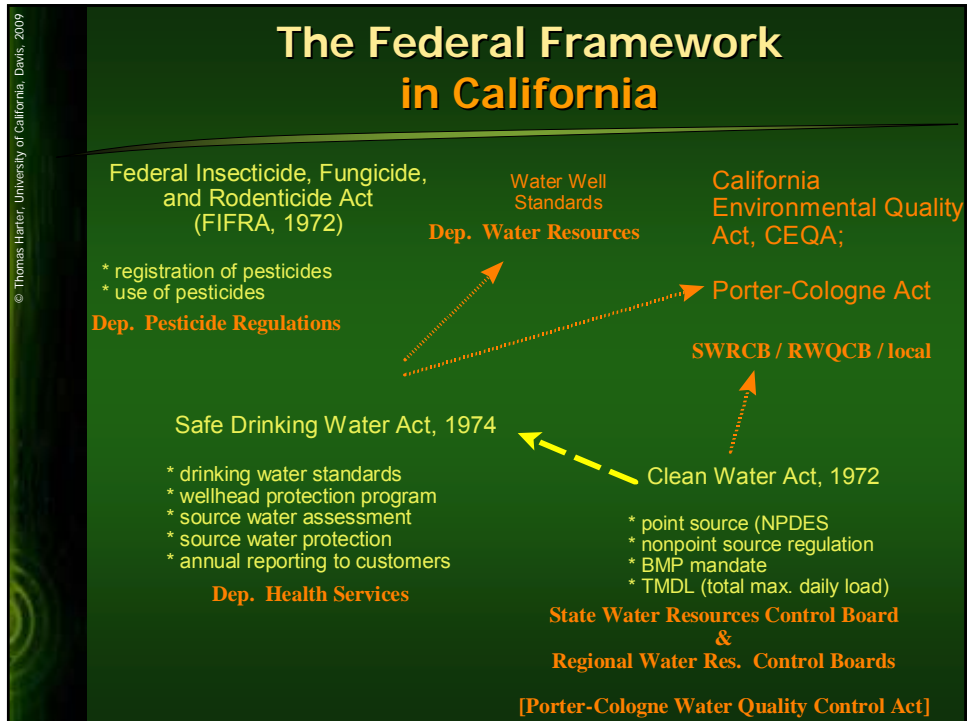 © Thomas Harter, University of California, Davis, 2009
The Federal Framework
in California
Federal Insecticide, Fungicide,
and Rodenticide Act
(FIFRA, 1972)
* registration of pesticides
* use of pesticides
Dep. Pesticide Regulations
Water Well
Standards
Dep. Water Resources
California
Environmental Quality
Act, CEQA;
Porter-Cologne Act
SWRCB / RWQCB / local
Safe Drinking Water Act, 1974
* drinking water standards
* wellhead protection program
* source water assessment
* source water protection
* annual reporting to customers
Dep. Health Services
Clean Water Act, 1972
* point source (NPDES
* nonpoint source regulation
* BMP mandate
* TMDL (total max. daily load)
State Water Resources Control Board
&
Regional Water Res. Control Boards
[Porter-Cologne Water Quality Control Act]